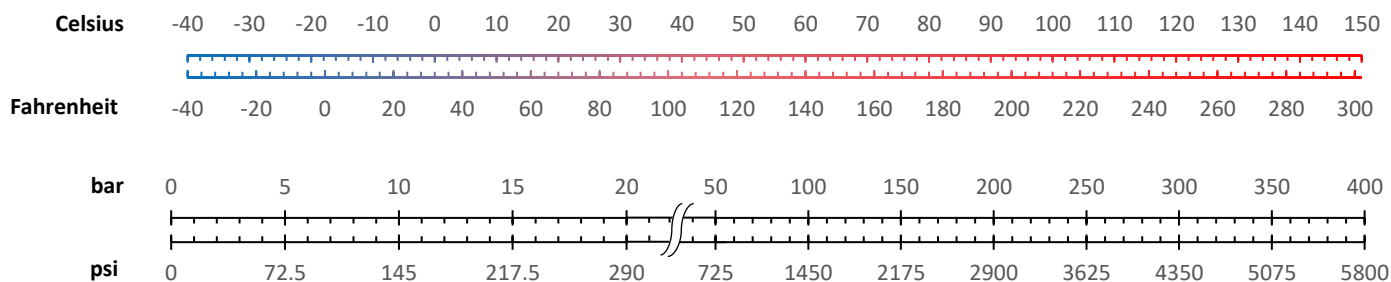 Celsius -40 -30 -20 -10 0 10 20 30 40 50 60 70 80 90 100 110 120 130 140 150
Fahrenheit -40 -20 0 20 40 60 80 100 120 140 160 180 200 220 240 260 280 300
bar 0 5 10 15 20 50 100 150 200 250 300 350 400
psi 0 72.5 145 217.5 290 725 1450 2175 2900 3625 4350 5075 5800